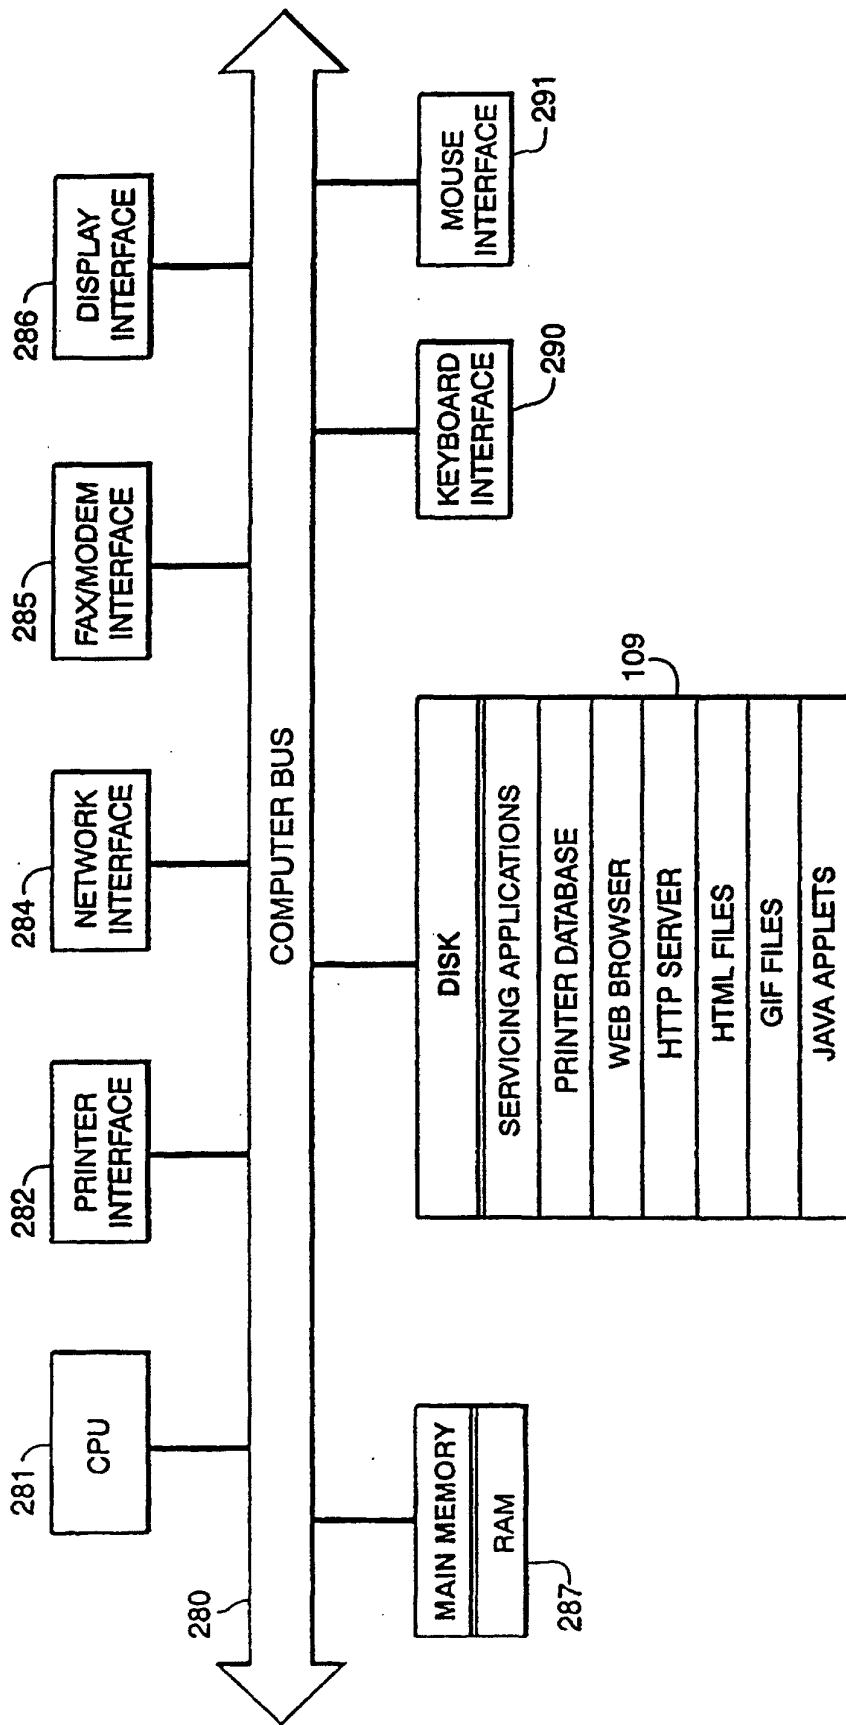 281
CPU
282
PRINTER
INTERFACE
284
NETWORK
INTERFACE
285
FAX/MODEM
INTERFACE
286
DISPLAY
INTERFACE
280
COMPUTER BUS
MAIN MEMORY
RAM
287
DISK
SERVICING APPLICATIONS
PRINTER DATABASE
WEB BROWSER
HTTP SERVER
HTML FILES
GIF FILES
JAVA APPLETS
109
KEYBOARD
INTERFACE
290
MOUSE
INTERFACE
291